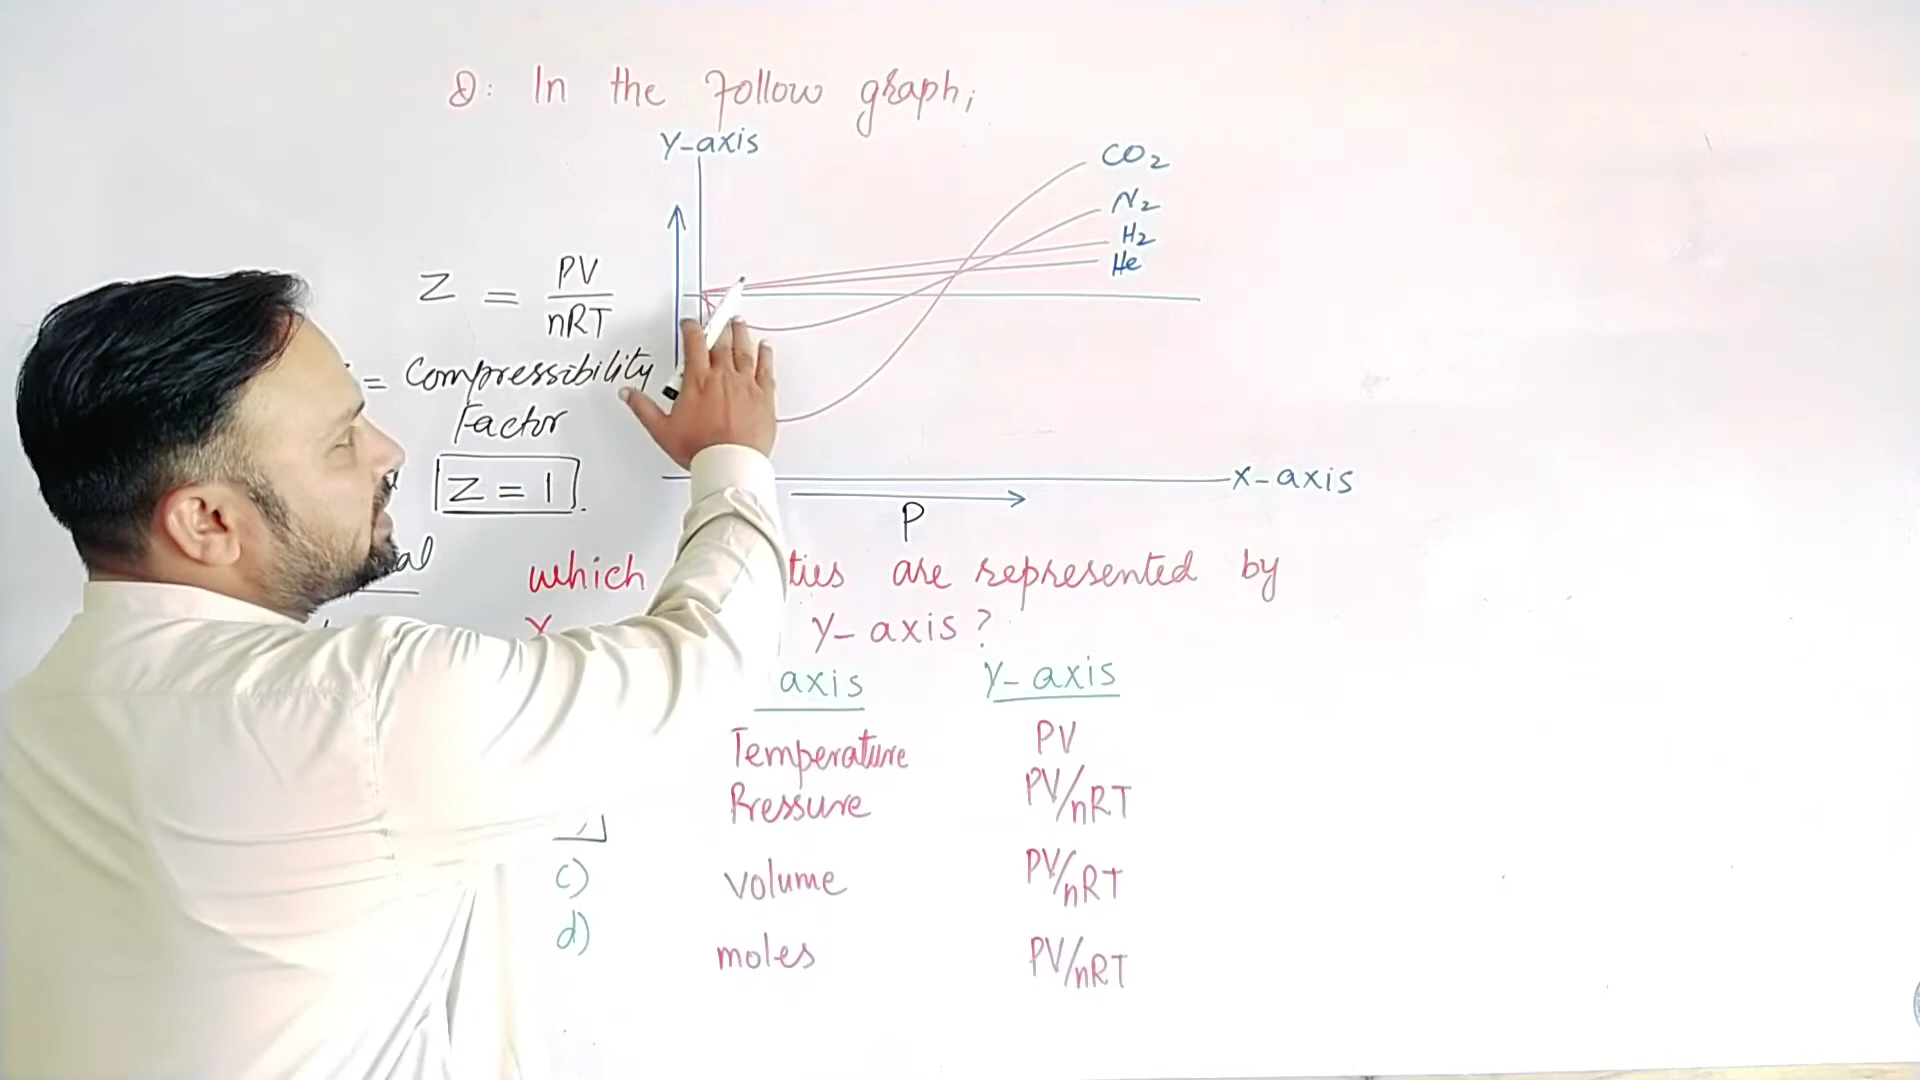 Q: In the Follow graph;
Y-axis
CO2
N2
H2
He
Z = PV/nRT
= Compressibility
Factor
Z = 1
x-axis
P
which are represented by
Y-axis?
axis Y-axis
Temperature PV
Pressure PV/nRT
c) volume PV/nRT
d) moles PV/nRT